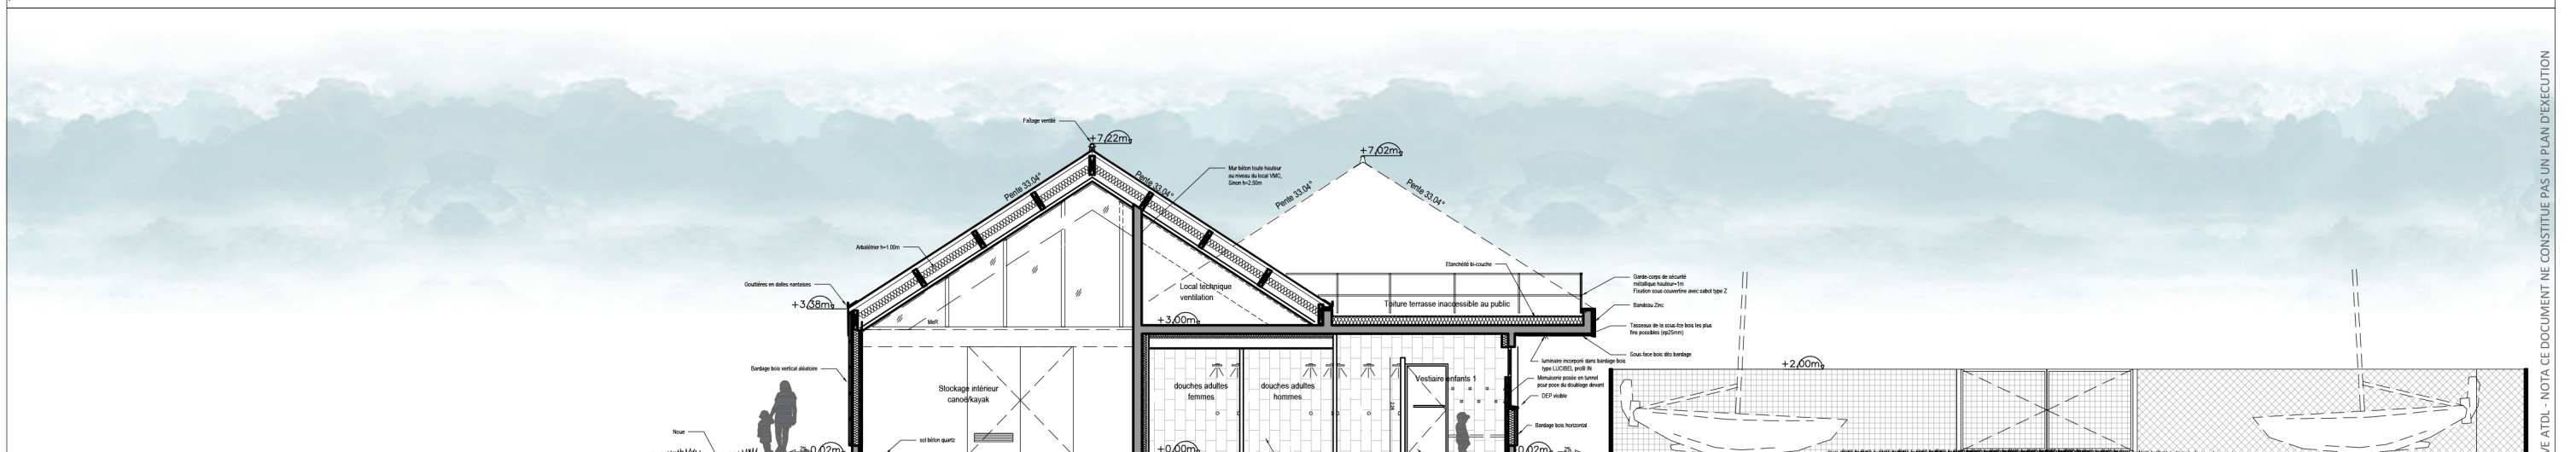 Faîtage ventilé
+7,22m
+7,02m
Pente 33.04°
Pente 33.04°
Pente 33.04°
Pente 33.04°
Mur béton toute hauteur
au niveau du local VMC,
Sinon h=2.50m
Arbalétrier h=1.00m
Gouttières en dalles nantaises
+3,38m
Local technique
ventilation
+3,00m
MeR
Etanchéité bi-couche
Toiture terrasse inaccessible au public
Garde-corps de sécurité
métallique hauteur=1m
Fixation sous couvertine avec sabot type Z
Bandeau Zinc
Tasseaux de la sous-fce bois les plus
fins possibles (ep25mm)
Sous-face bois dito bardage
luminaire incorporé dans bardage bois
type LUCIBEL profil IN
Menuiserie posée en tunnel
pour pose du doublage devant
DEP visible
Bardage bois horizontal
+2,00m
Bardage bois vertical aléatoire
Stockage intérieur
canoë/kayak
douches adultes
femmes
douches adultes
hommes
Vestiaire enfants 1
Noue
sol béton quartz
+0,00m
0,02m
0,02m
VE ATDL - NOTA CE DOCUMENT NE CONSTITUE PAS UN PLAN D'EXECUTION